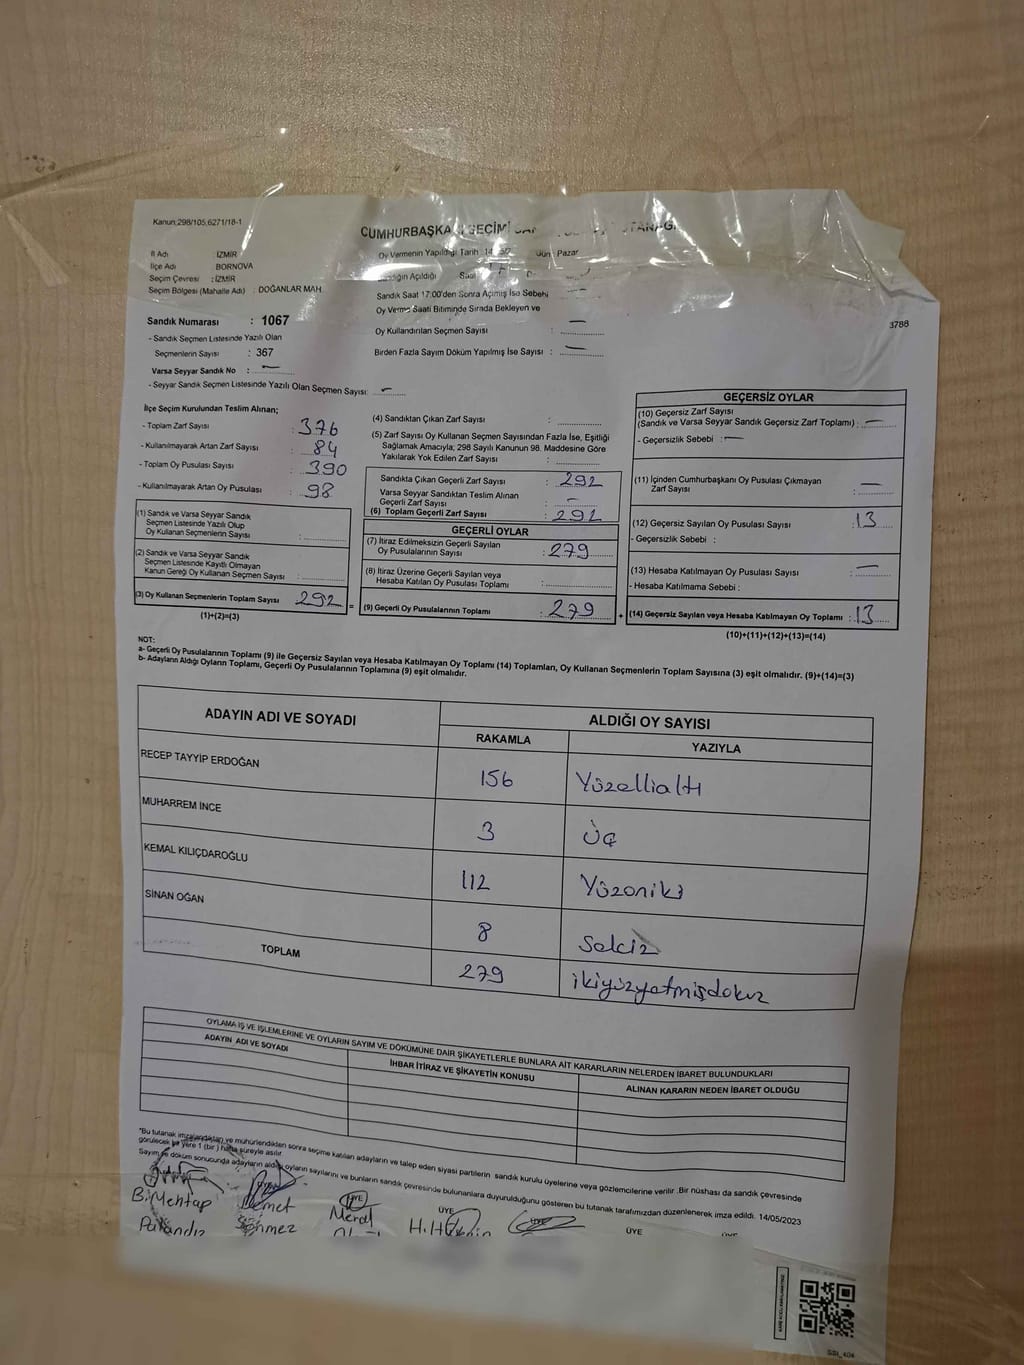 Kanun:298/105,6271/18-1
CUMHURBAŞKA SEÇİMİ
İl Adı İZMİR
İlçe Adı BORNOVA
Seçim Çevresi : İZMİR
Seçim Bölgesi (Mahalle Adı) : DOĞANLAR MAH
Oy Vermenin Yapıldığı Tarih Gün: Pazar
Sandığın Açıldığı Saat
Sandık Saat 17:00'den Sonra Açılmış İse Sebebi
Oy Verme Saati Bitiminde Sırada Bekleyen ve
Oy Kullandırılan Seçmen Sayısı :
Birden Fazla Sayım Döküm Yapılmış İse Sayısı :
3788
Sandık Numarası : 1067
- Sandık Seçmen Listesinde Yazılı Olan
Seçmenlerin Sayısı : 367
Varsa Seyyar Sandık No :
- Seyyar Sandık Seçmen Listesinde Yazılı Olan Seçmen Sayısı:
İlçe Seçim Kurulundan Teslim Alınan;
- Toplam Zarf Sayısı : 376
- Kullanılmayarak Artan Zarf Sayısı : 84
- Toplam Oy Pusulası Sayısı : 390
- Kullanılmayarak Artan Oy Pusulası : 98
(1) Sandık ve Varsa Seyyar Sandık
Seçmen Listesinde Yazılı Olup
Oy Kullanan Seçmenlerin Sayısı :
(2) Sandık ve Varsa Seyyar Sandık
Seçmen Listesinde Kayıtlı Olmayan
Kanun Gereği Oy Kullanan Seçmen Sayısı :
(3) Oy Kullanan Seçmenlerin Toplam Sayısı 292 =
(1)+(2)=(3)
(4) Sandıktan Çıkan Zarf Sayısı :
(5) Zarf Sayısı Oy Kullanan Seçmen Sayısından Fazla İse, Eşitliği
Sağlamak Amacıyla; 298 Sayılı Kanunun 98. Maddesine Göre
Yakılarak Yok Edilen Zarf Sayısı :
Sandıkta Çıkan Geçerli Zarf Sayısı : 292
Varsa Seyyar Sandıktan Teslim Alınan
Geçerli Zarf Sayısı :
(6) Toplam Geçerli Zarf Sayısı : 292
GEÇERLİ OYLAR
(7) İtiraz Edilmeksizin Geçerli Sayılan
Oy Pusulalarının Sayısı : 279
(8) İtiraz Üzerine Geçerli Sayılan veya
Hesaba Katılan Oy Pusulası Toplamı :
(9) Geçerli Oy Pusulalarının Toplamı : 279 +
GEÇERSİZ OYLAR
(10) Geçersiz Zarf Sayısı
(Sandık ve Varsa Seyyar Sandık Geçersiz Zarf Toplamı) :
- Geçersizlik Sebebi :
(11) İçinden Cumhurbaşkanı Oy Pusulası Çıkmayan
Zarf Sayısı :
(12) Geçersiz Sayılan Oy Pusulası Sayısı : 13
- Geçersizlik Sebebi :
(13) Hesaba Katılmayan Oy Pusulası Sayısı :
- Hesaba Katılmama Sebebi :
(14) Geçersiz Sayılan veya Hesaba Katılmayan Oy Toplamı : 13
(10)+(11)+(12)+(13)=(14)
NOT:
a- Geçerli Oy Pusulalarının Toplamı (9) ile Geçersiz Sayılan veya Hesaba Katılmayan Oy Toplamı (14) Toplamları, Oy Kullanan Seçmenlerin Toplam Sayısına (3) eşit olmalıdır. (9)+(14)=(3)
b- Adayların Aldığı Oyların Toplamı, Geçerli Oy Pusulalarının Toplamına (9) eşit olmalıdır.
ADAYIN ADI VE SOYADI
ALDIĞI OY SAYISI
RAKAMLA YAZIYLA
RECEP TAYYİP ERDOĞAN 156 Yüzellialtı
MUHARREM İNCE 3 Üç
KEMAL KILIÇDAROĞLU 112 Yüzoniki
SİNAN OĞAN 8 Sekiz
TOPLAM 279 ikiyüzyetmişdokuz
OYLAMA İŞ VE İŞLEMLERİNE VE OYLARIN SAYIM VE DÖKÜMÜNE DAİR ŞİKAYETLERLE BUNLARA AİT KARARLARIN NELERDEN İBARET BULUNDUKLARI
ADAYIN ADI VE SOYADI İHBAR İTİRAZ VE ŞİKAYETİN KONUSU ALINAN KARARIN NEDEN İBARET OLDUĞU
*Bu tutanak imzalandıktan ve mühürlendikten sonra seçime katılan adayların ve talep eden siyasi partilerin sandık kurulu üyelerine veya gözlemcilerine verilir .Bir nüshası da sandık çevresinde
görülecek bir yere 1 (bir ) hafta süreyle asılır.
Sayım ve döküm sonucunda adayların aldığı oyların sayılarını ve bunların sandık çevresinde bulunanlara duyurulduğunu gösteren bu tutanak tarafımızdan düzenlenerek imza edildi. 14/05/2023
ÜYE ÜYE ÜYE ÜYE
B.Mehtap Meral
KARE KOD ALANI
SSİ_404